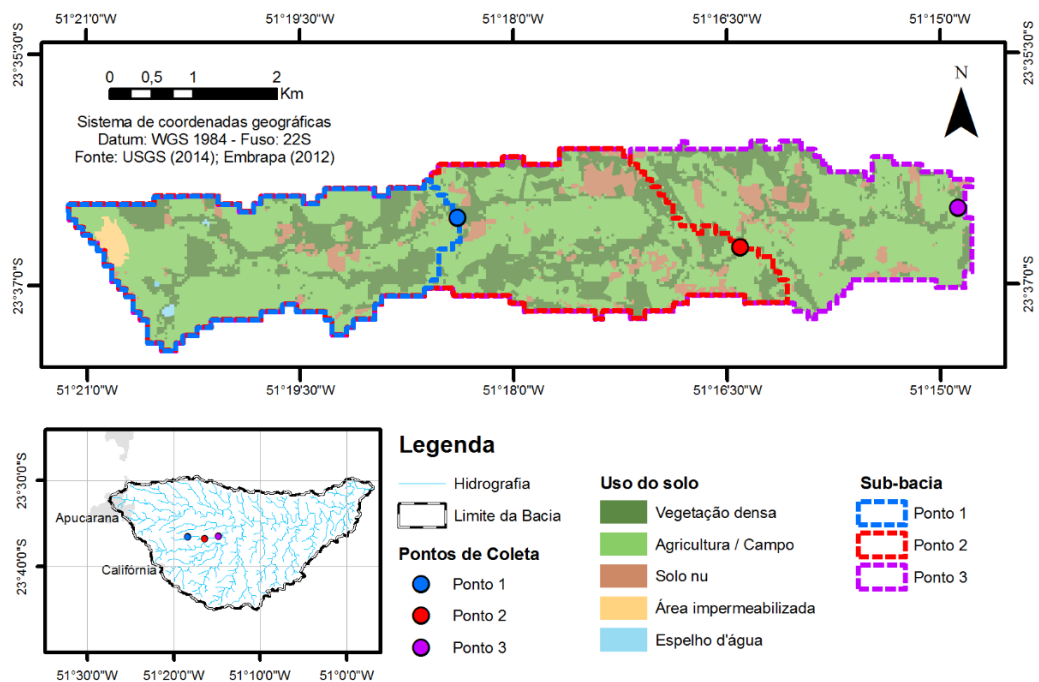 51°21'0"W 51°19'30"W 51°18'0"W 51°16'30"W 51°15'0"W
23°35'30"S 23°35'30"S
0 0,5 1 2
Km
N
Sistema de coordenadas geográficas
Datum: WGS 1984 - Fuso: 22S
Fonte: USGS (2014); Embrapa (2012)
23°37'0"S 23°37'0"S
51°21'0"W 51°19'30"W 51°18'0"W 51°16'30"W 51°15'0"W
23°30'0"S
23°40'0"S
Apucarana
Califórnia
51°30'0"W 51°20'0"W 51°10'0"W 51°0'0"W
Legenda
Hidrografia
Limite da Bacia
Pontos de Coleta
Ponto 1
Ponto 2
Ponto 3
Uso do solo
Vegetação densa
Agricultura / Campo
Solo nu
Área impermeabilizada
Espelho d'água
Sub-bacia
Ponto 1
Ponto 2
Ponto 3